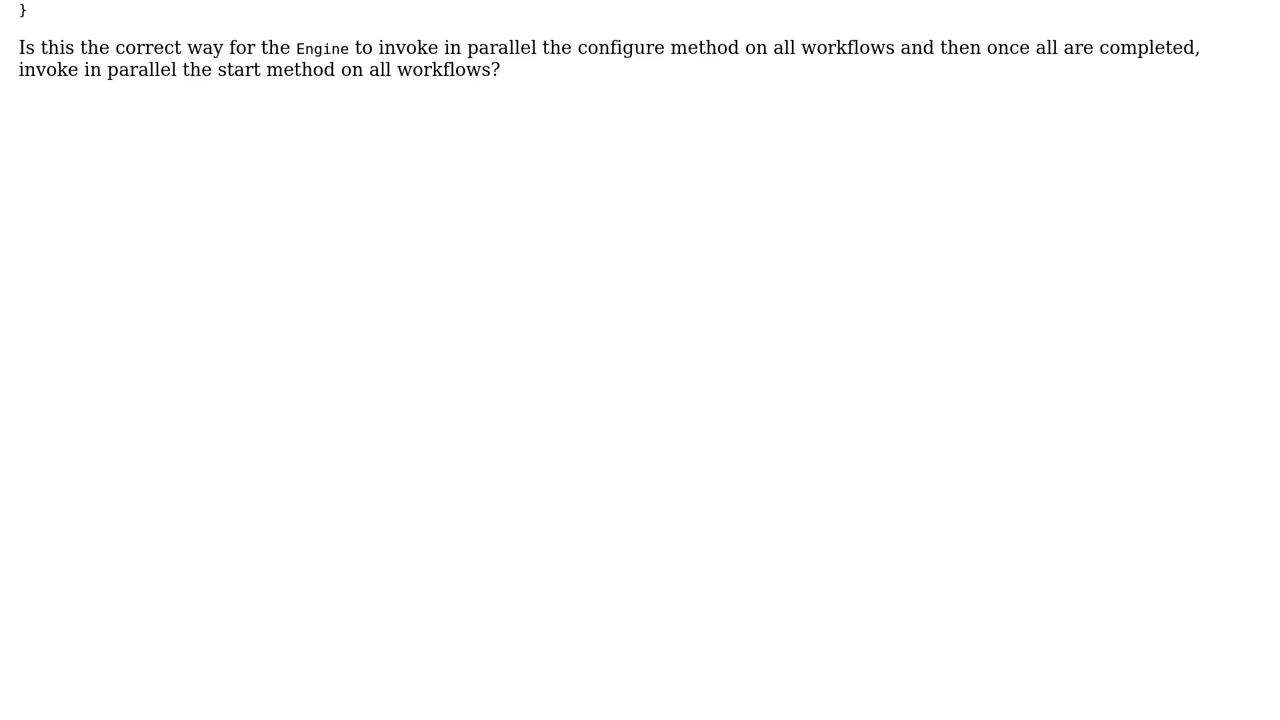 }
Is this the correct way for the Engine to invoke in parallel the configure method on all workflows and then once all are completed,
invoke in parallel the start method on all workflows?